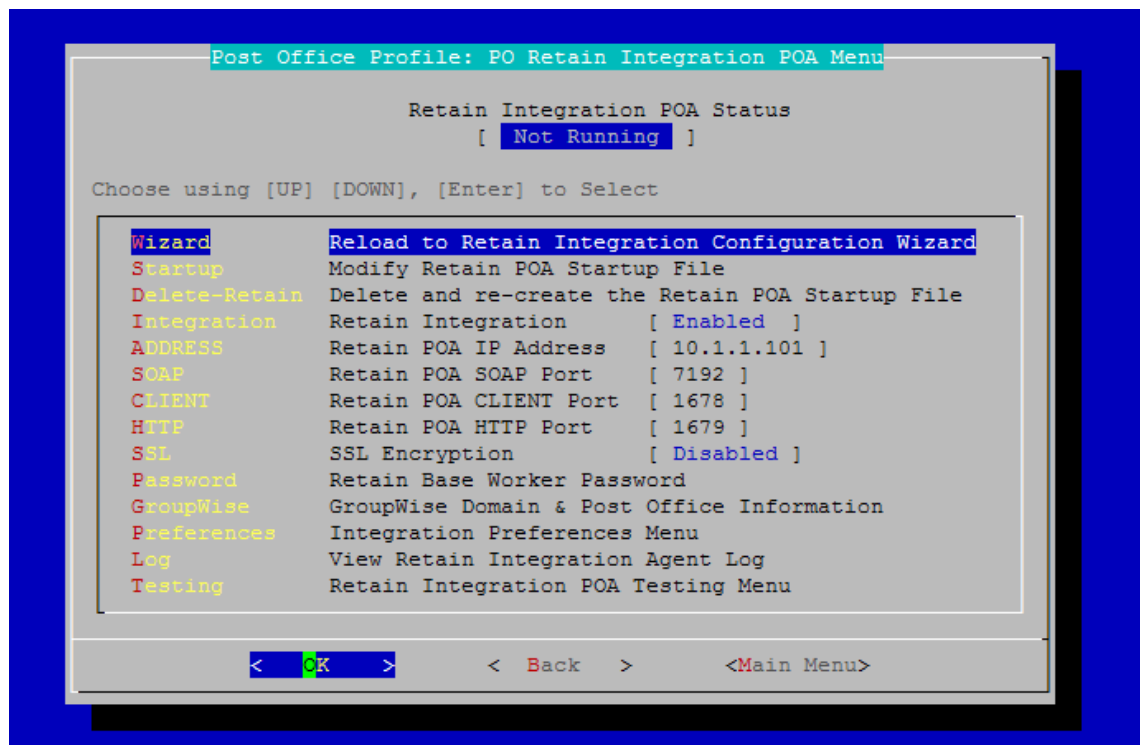 Post Office Profile: PO Retain Integration POA Menu
Retain Integration POA Status
[ Not Running ]
Choose using [UP] [DOWN], [Enter] to Select
Wizard Reload to Retain Integration Configuration Wizard
Startup Modify Retain POA Startup File
Delete-Retain Delete and re-create the Retain POA Startup File
Integration Retain Integration [ Enabled ]
ADDRESS Retain POA IP Address [ 10.1.1.101 ]
SOAP Retain POA SOAP Port [ 7192 ]
CLIENT Retain POA CLIENT Port [ 1678 ]
HTTP Retain POA HTTP Port [ 1679 ]
SSL SSL Encryption [ Disabled ]
Password Retain Base Worker Password
GroupWise GroupWise Domain & Post Office Information
Preferences Integration Preferences Menu
Log View Retain Integration Agent Log
Testing Retain Integration POA Testing Menu
< OK > < Back > <Main Menu>